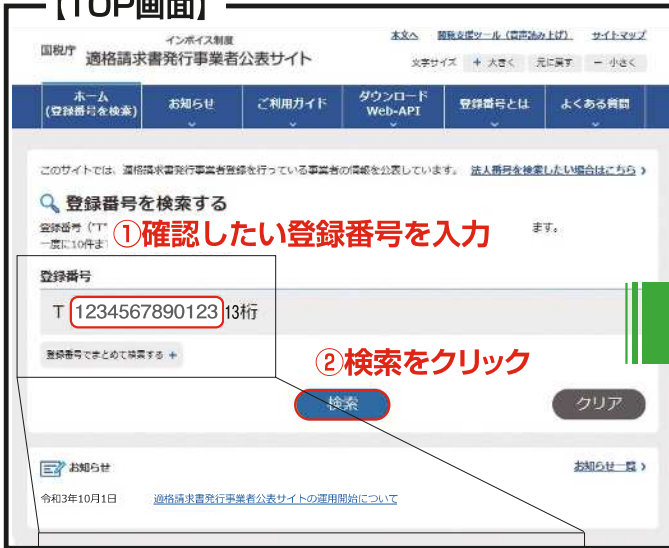 【TOP画面】
本文へ 閲覧支援ツール（音声読み上げ） サイトマップ
国税庁 インボイス制度
適格請求書発行事業者公表サイト
文字サイズ ＋ 大きく 元に戻す － 小さく
ホーム
(登録番号を検索)
お知らせ
ご利用ガイド
ダウンロード
Web-API
登録番号とは
よくある質問
このサイトでは、適格請求書発行事業者登録を行っている事業者の情報を公表しています。 法人番号を検索したい場合はこちら
登録番号を検索する
登録番号（"T" ます。
一度に10件ま
①確認したい登録番号を入力
登録番号
T 1234567890123 13桁
登録番号でまとめて検索する ＋
②検索をクリック
検索
クリア
お知らせ
お知らせ一覧
令和3年10月1日 適格請求書発行事業者公表サイトの運用開始について